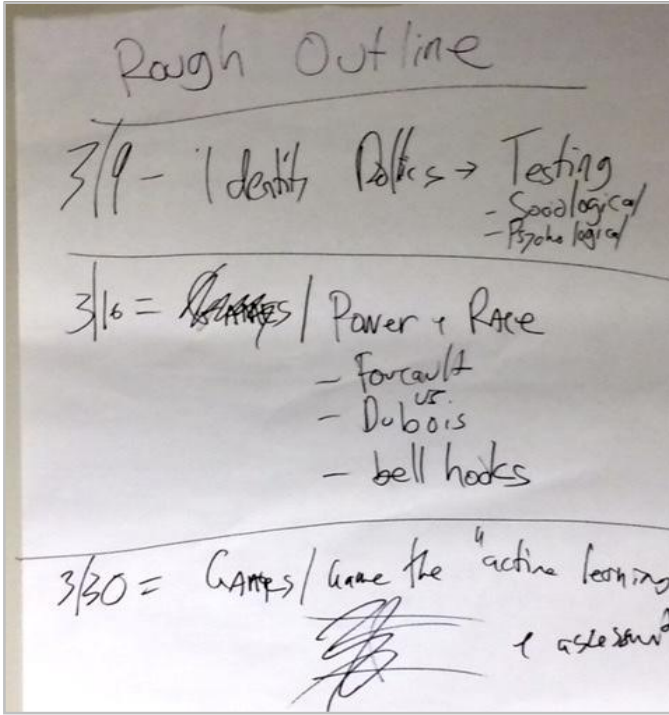 Rough Outline
3/9 - Identity Politics → Testing
- Sociological
- Psychological
3/16 = / Power & Race
- Foucault
vs.
- Dubois
- bell hooks
3/30 = Games / Game the "active learning
& assessm